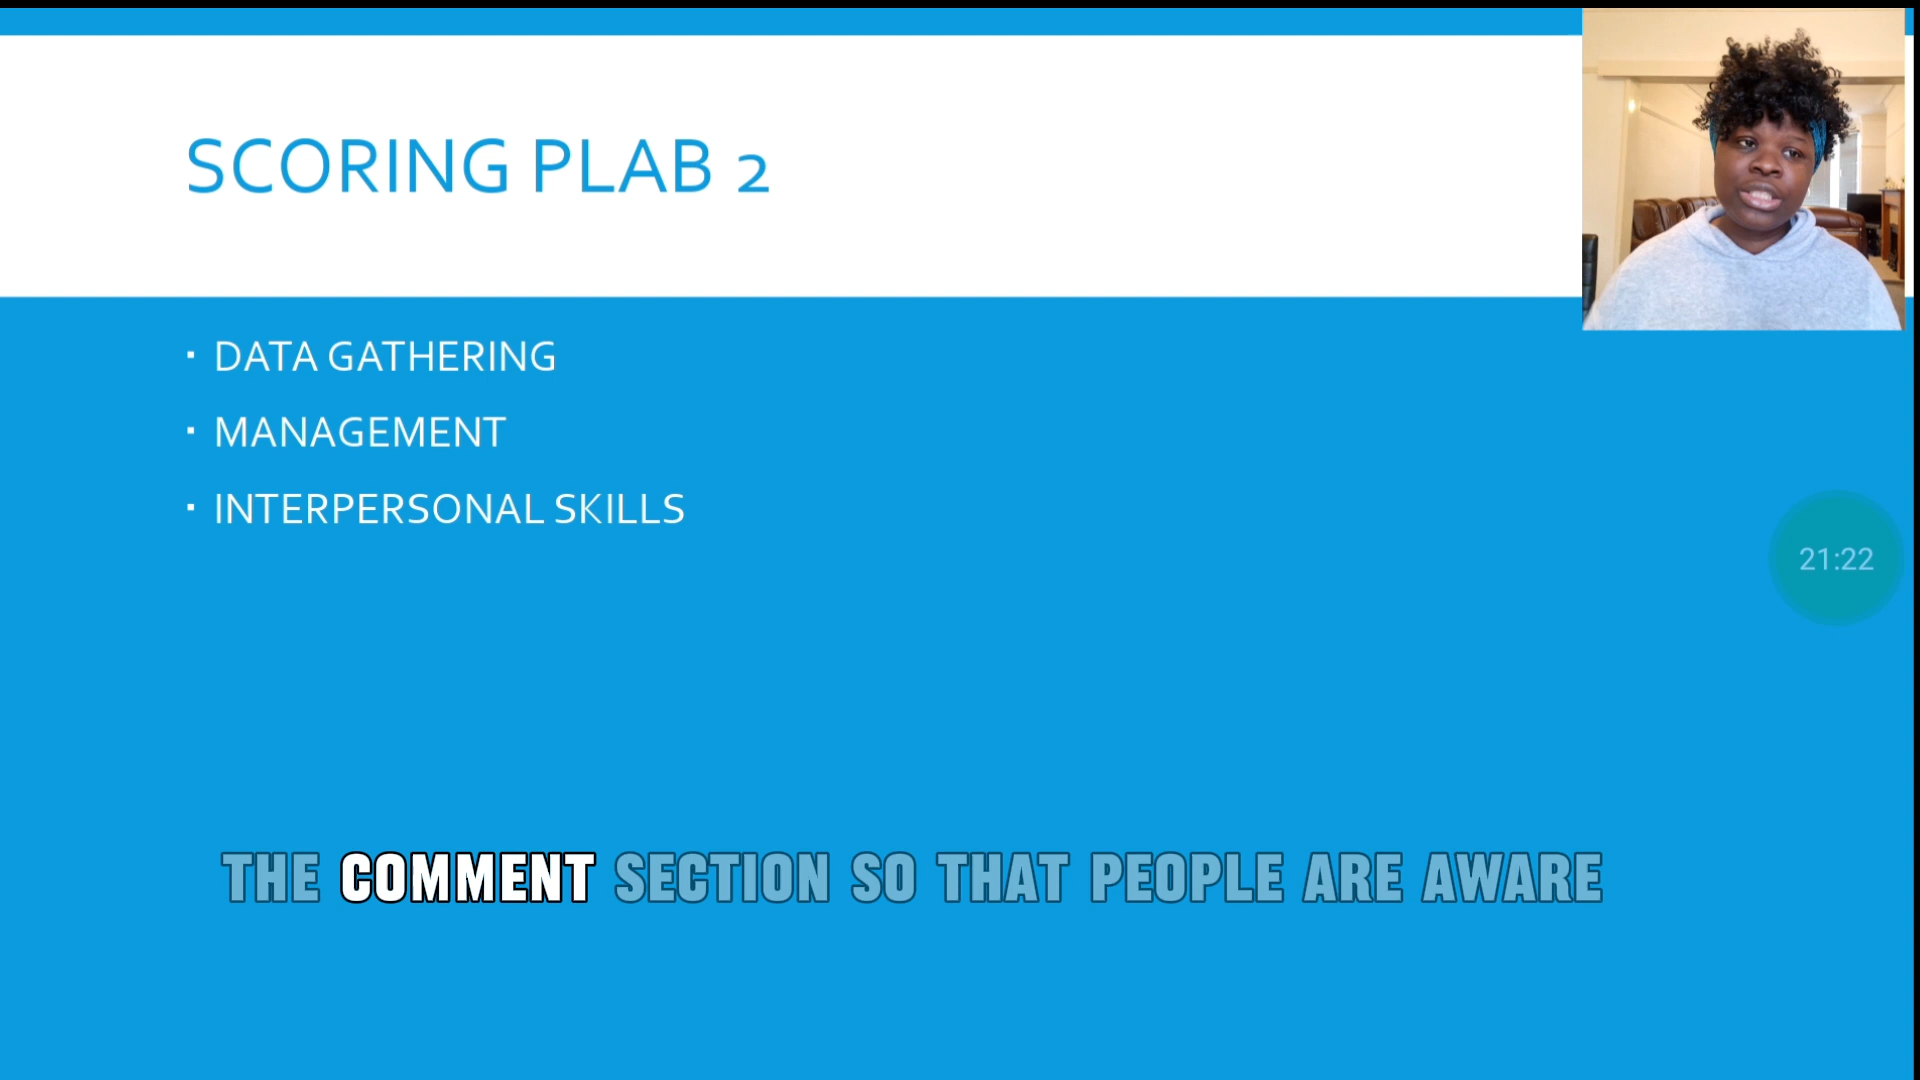 SCORING PLAB 2
▪ DATA GATHERING
▪ MANAGEMENT
▪ INTERPERSONAL SKILLS
21:22
THE COMMENT SECTION SO THAT PEOPLE ARE AWARE